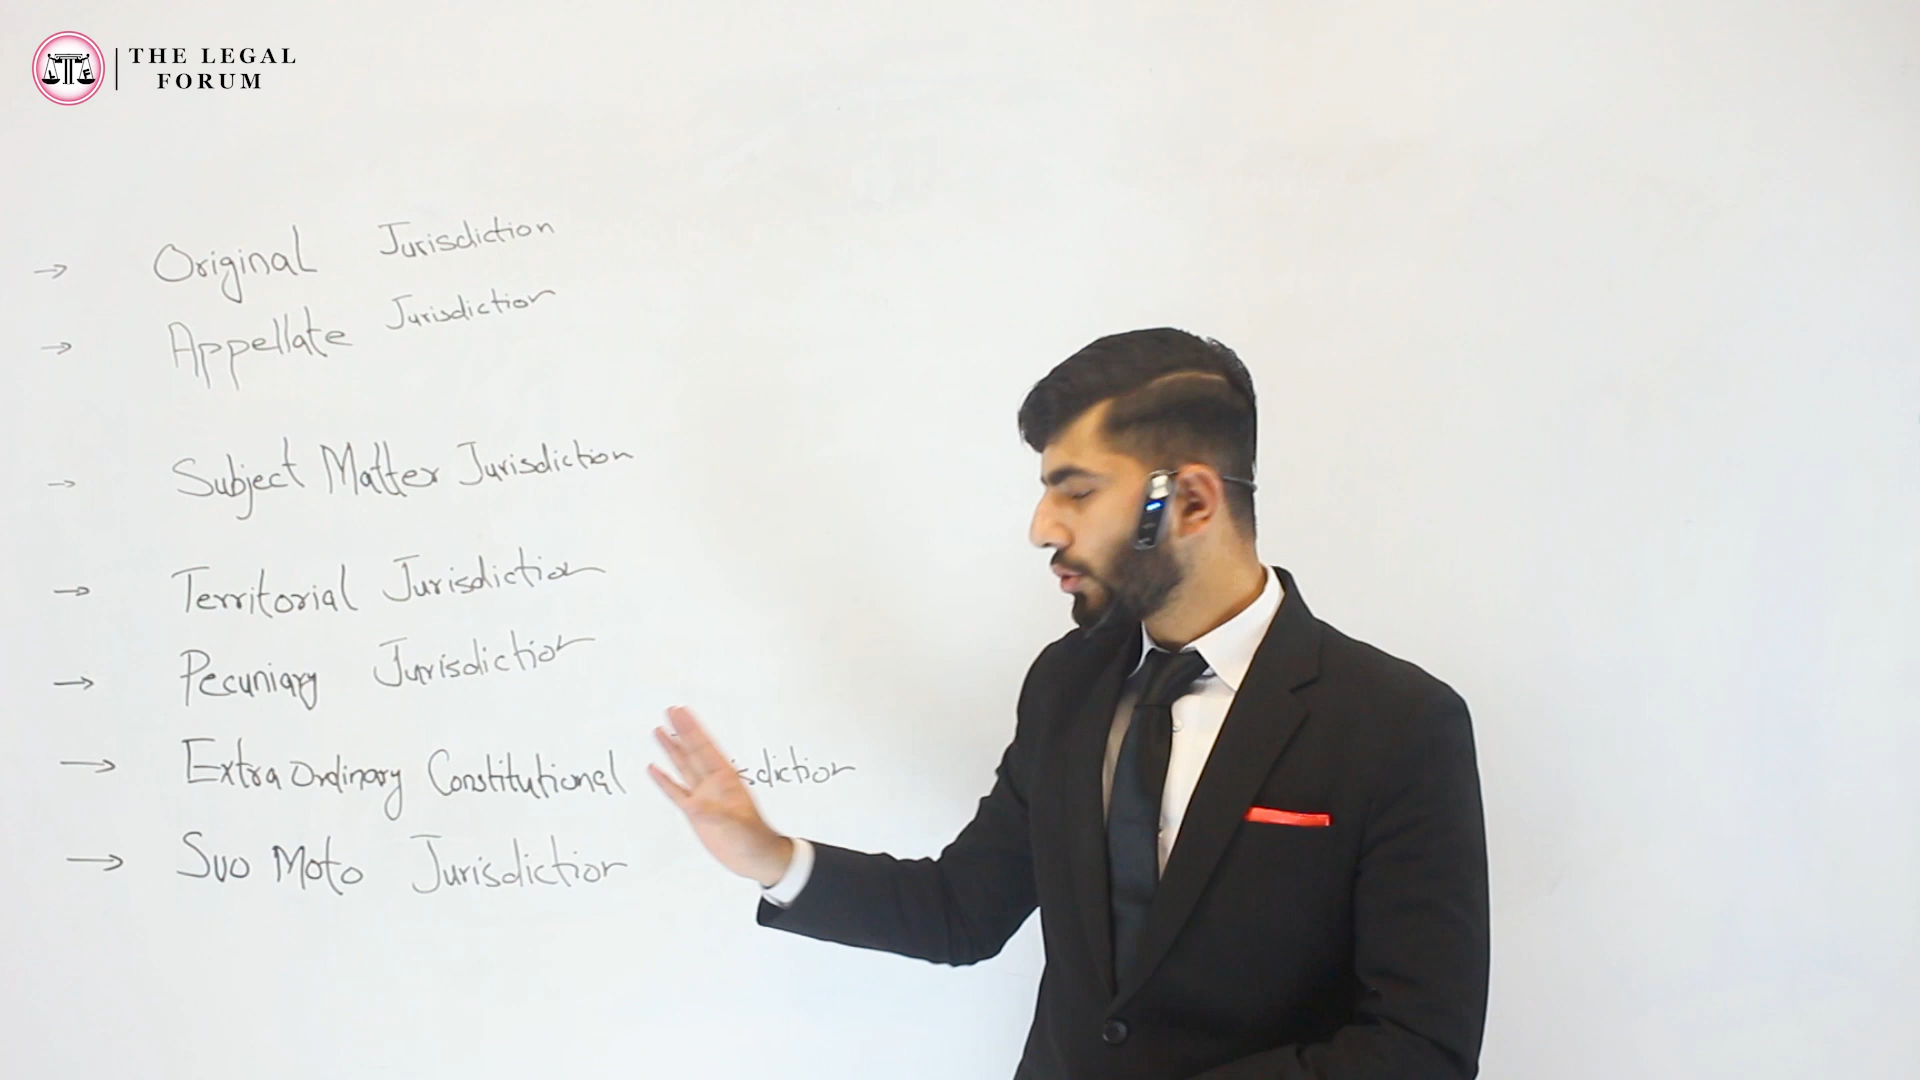 THE LEGAL
FORUM
→ Original Jurisdiction
→ Appellate Jurisdiction
→ Subject Matter Jurisdiction
→ Territorial Jurisdiction
→ Pecuniary Jurisdiction
→ Extra Ordinary Constitutional sdiction
→ Suo Moto Jurisdiction